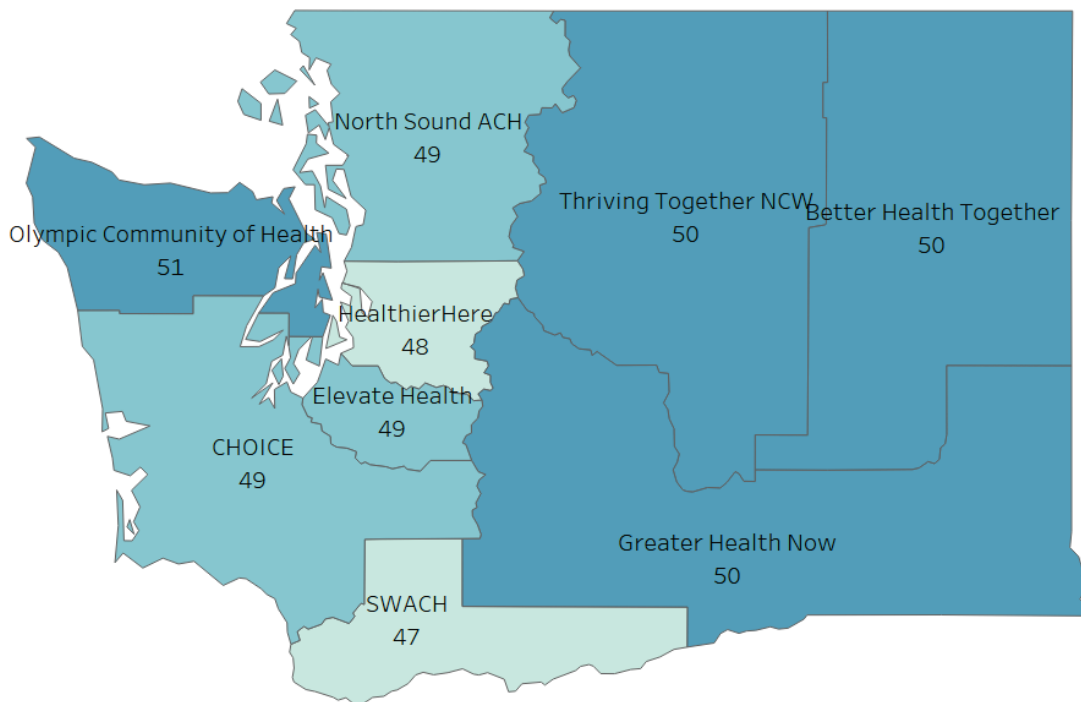 North Sound ACH
49
Thriving Together NCW
50
Better Health Together
50
Olympic Community of Health
51
HealthierHere
48
Elevate Health
49
CHOICE
49
Greater Health Now
50
SWACH
47